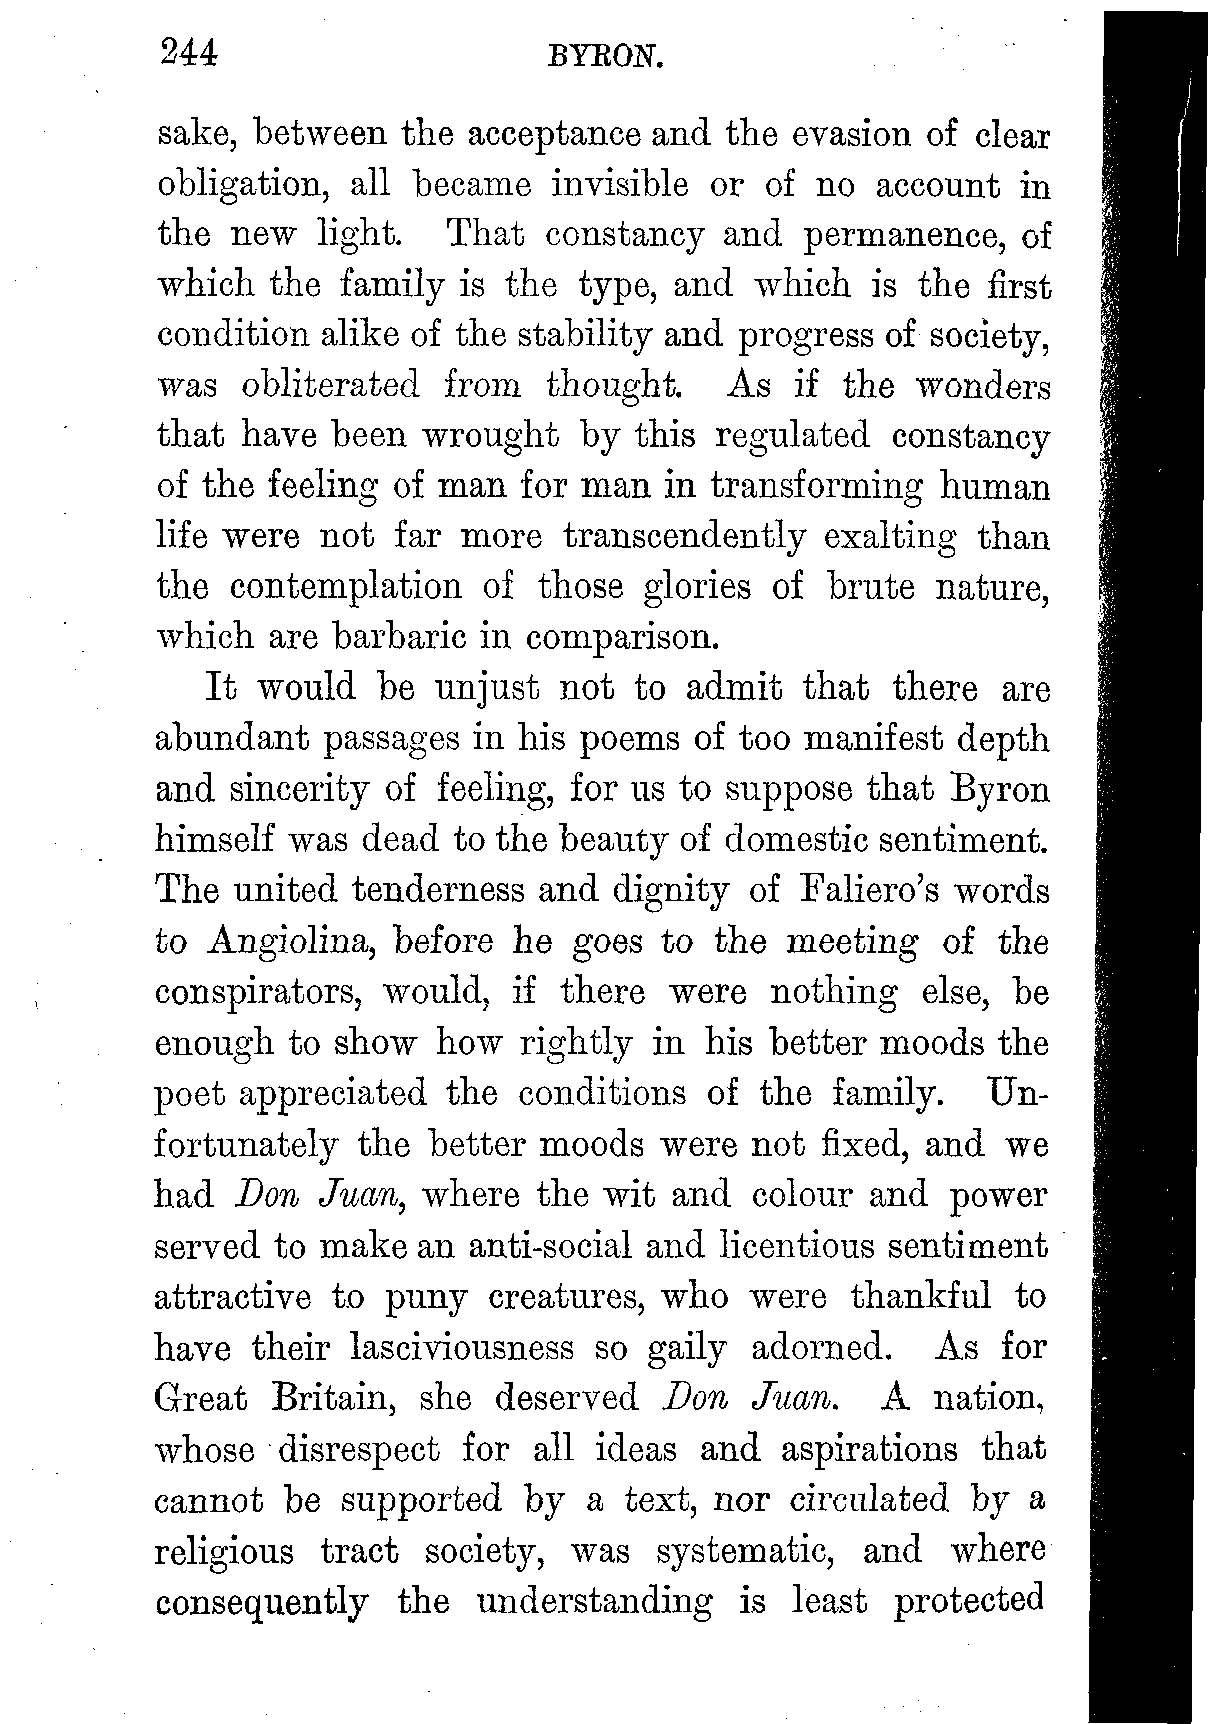 244 BYRON.
sake, between the acceptance and the evasion of clear
obligation, all became invisible or of no account in
the new light. That constancy and permanence, of
which the family is the type, and which is the first
condition alike of the stability and progress of society,
was obliterated from thought. As if the wonders
that have been wrought by this regulated constancy
of the feeling of man for man in transforming human
life were not far more transcendently exalting than
the contemplation of those glories of brute nature,
which are barbaric in comparison.
It would be unjust not to admit that there are
abundant passages in his poems of too manifest depth
and sincerity of feeling, for us to suppose that Byron
himself was dead to the beauty of domestic sentiment.
The united tenderness and dignity of Faliero's words
to Angiolina, before he goes to the meeting of the
conspirators, would, if there were nothing else, be
enough to show how rightly in his better moods the
poet appreciated the conditions of the family. Un-
fortunately the better moods were not fixed, and we
had Don Juan, where the wit and colour and power
served to make an anti-social and licentious sentiment
attractive to puny creatures, who were thankful to
have their lasciviousness so gaily adorned. As for
Great Britain, she deserved Don Juan. A nation,
whose disrespect for all ideas and aspirations that
cannot be supported by a text, nor circulated by a
religious tract society, was systematic, and where
consequently the understanding is least protected